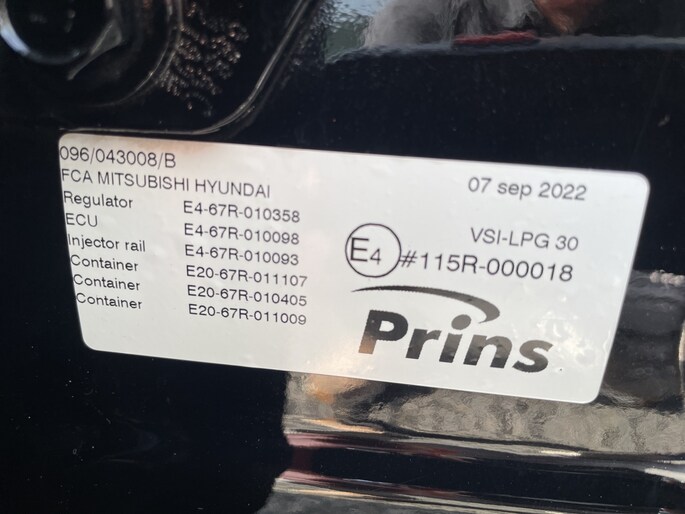 096/043008/B
07 sep 2022
FCA MITSUBISHI HYUNDAI
Regulator E4-67R-010358
ECU E4-67R-010098
Injector rail E4-67R-010093
Container E20-67R-011107
Container E20-67R-010405
Container E20-67R-011009
VSI-LPG 30
E4 #115R-000018
Prins